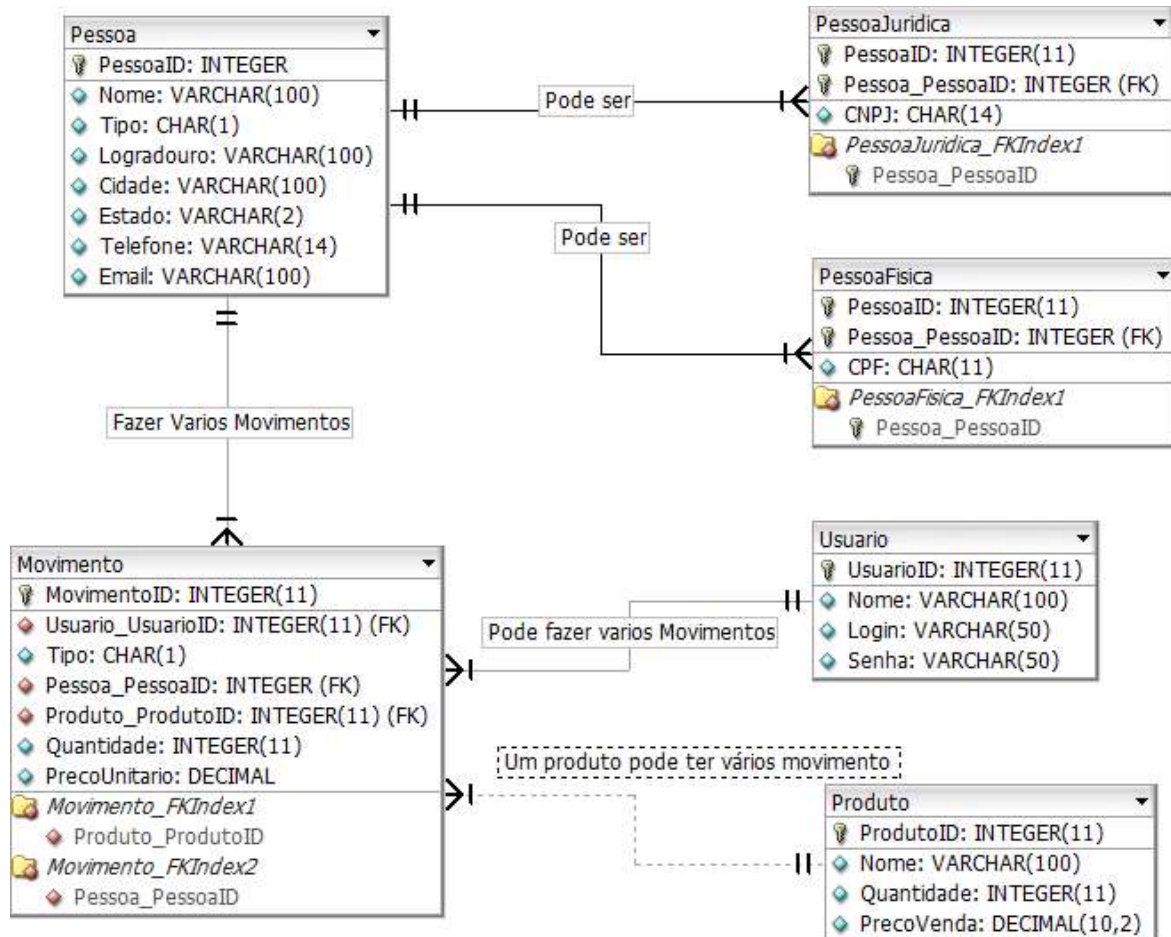 Pessoa
PessoaID: INTEGER
Nome: VARCHAR(100)
Tipo: CHAR(1)
Logradouro: VARCHAR(100)
Cidade: VARCHAR(100)
Estado: VARCHAR(2)
Telefone: VARCHAR(14)
Email: VARCHAR(100)
Pode ser
PessoaJuridica
PessoaID: INTEGER(11)
Pessoa_PessoaID: INTEGER (FK)
CNPJ: CHAR(14)
PessoaJuridica_FKIndex1
Pessoa_PessoaID
Pode ser
PessoaFisica
PessoaID: INTEGER(11)
Pessoa_PessoaID: INTEGER (FK)
CPF: CHAR(11)
PessoaFisica_FKIndex1
Pessoa_PessoaID
Fazer Varios Movimentos
Movimento
MovimentoID: INTEGER(11)
Usuario_UsuarioID: INTEGER(11) (FK)
Tipo: CHAR(1)
Pessoa_PessoaID: INTEGER (FK)
Produto_ProdutoID: INTEGER(11) (FK)
Quantidade: INTEGER(11)
PrecoUnitario: DECIMAL
Movimento_FKIndex1
Produto_ProdutoID
Movimento_FKIndex2
Pessoa_PessoaID
Pode fazer varios Movimentos
Usuario
UsuarioID: INTEGER(11)
Nome: VARCHAR(100)
Login: VARCHAR(50)
Senha: VARCHAR(50)
Um produto pode ter vários movimento
Produto
ProdutoID: INTEGER(11)
Nome: VARCHAR(100)
Quantidade: INTEGER(11)
PrecoVenda: DECIMAL(10,2)